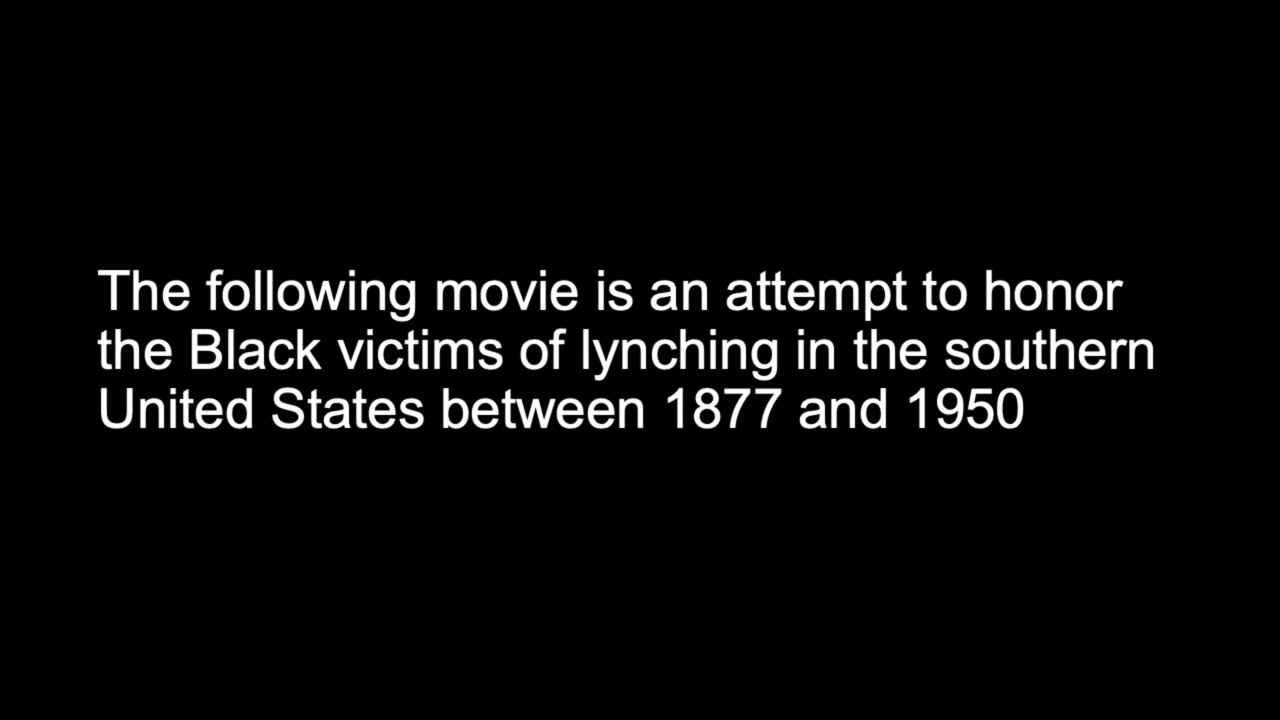 The following movie is an attempt to honor
the Black victims of lynching in the southern
United States between 1877 and 1950